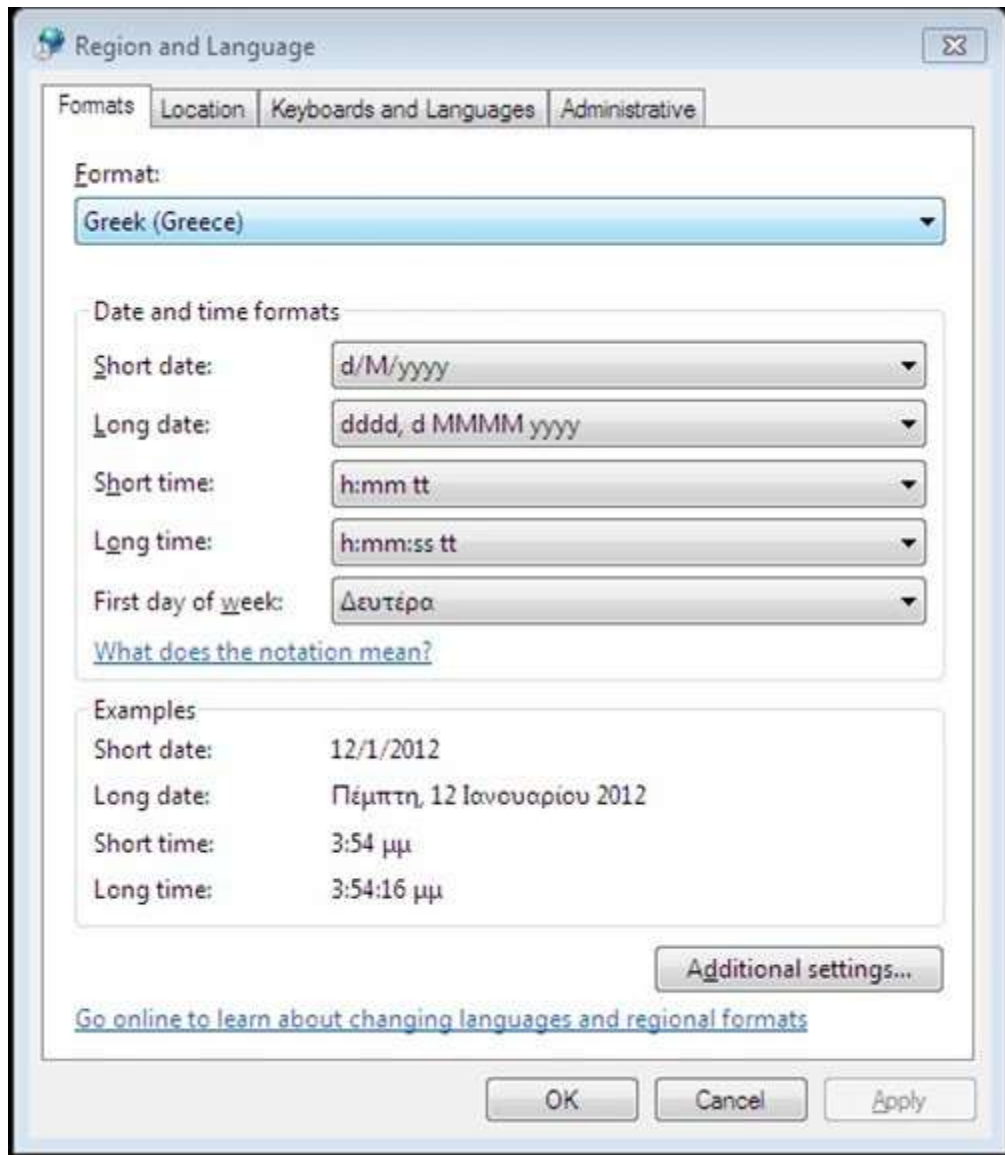 Region and Language
Formats Location Keyboards and Languages Administrative
Format:
Greek (Greece)
Date and time formats
Short date: d/M/yyyy
Long date: dddd, d MMMM yyyy
Short time: h:mm tt
Long time: h:mm:ss tt
First day of week: Δευτέρα
What does the notation mean?
Examples
Short date: 12/1/2012
Long date: Πέμπτη, 12 Ιανουαρίου 2012
Short time: 3:54 μμ
Long time: 3:54:16 μμ
Additional settings...
Go online to learn about changing languages and regional formats
OK Cancel Apply